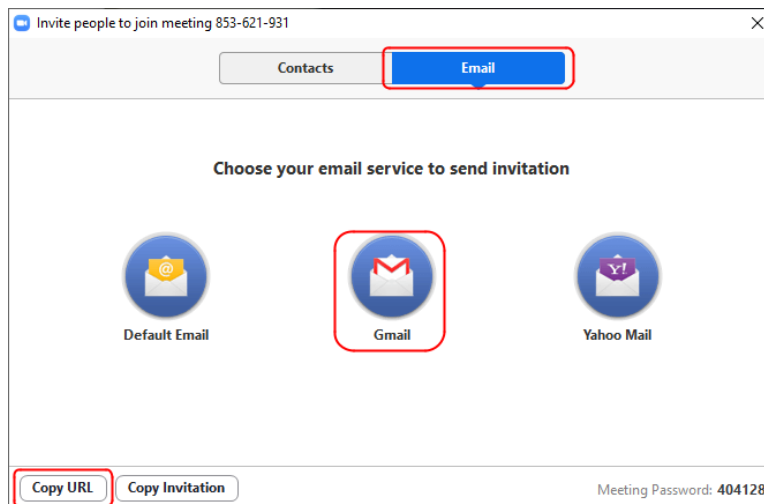 Invite people to join meeting 853-621-931
Contacts
Email
Choose your email service to send invitation
@
Y!
Default Email
Gmail
Yahoo Mail
Copy URL
Copy Invitation
Meeting Password: 404128